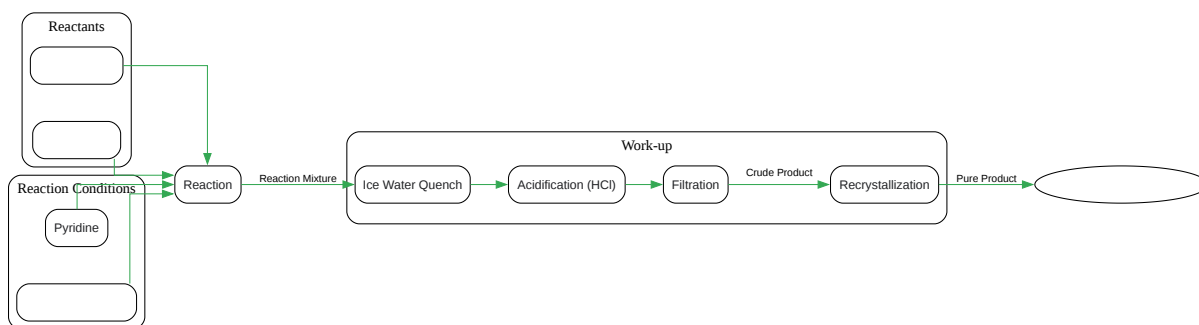 Reactants
Reaction Conditions
Pyridine
Reaction
Reaction Mixture
Work-up
Ice Water Quench
Acidification (HCl)
Filtration
Crude Product
Recrystallization
Pure Product